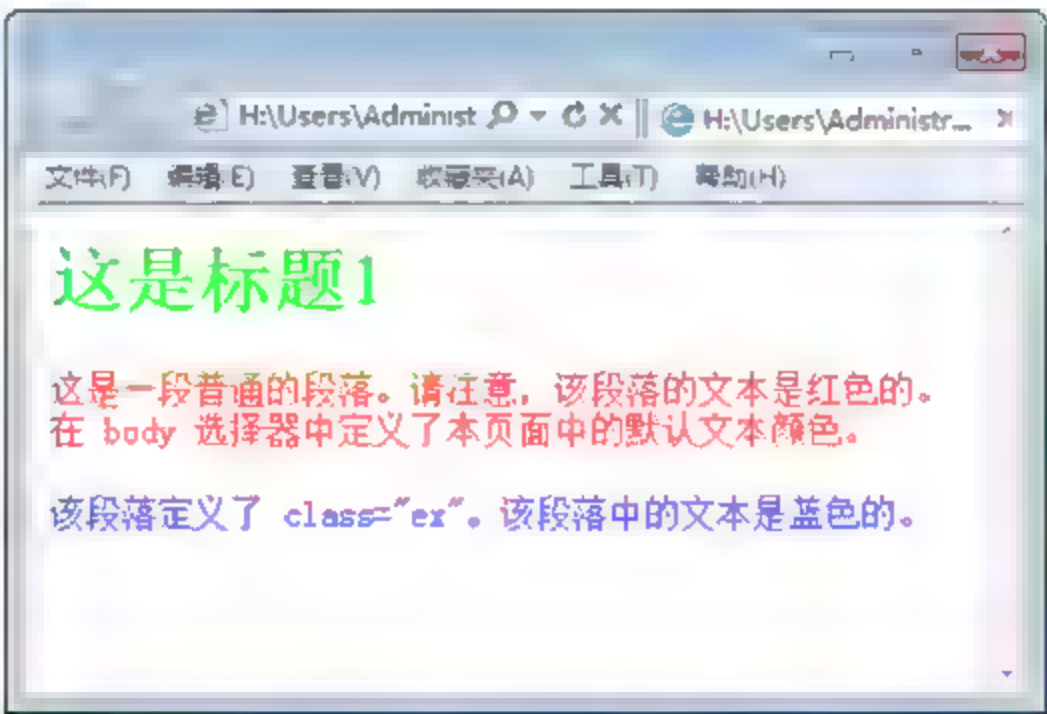 H:\Users\Administ
H:\Users\Administr...
文件(F) 编辑(E) 查看(V) 收藏夹(A) 工具(T) 帮助(H)
这是标题1
这是一段普通的段落。请注意，该段落的文本是红色的。
在 body 选择器中定义了本页面中的默认文本颜色。
该段落定义了 class="ex"。该段落中的文本是蓝色的。